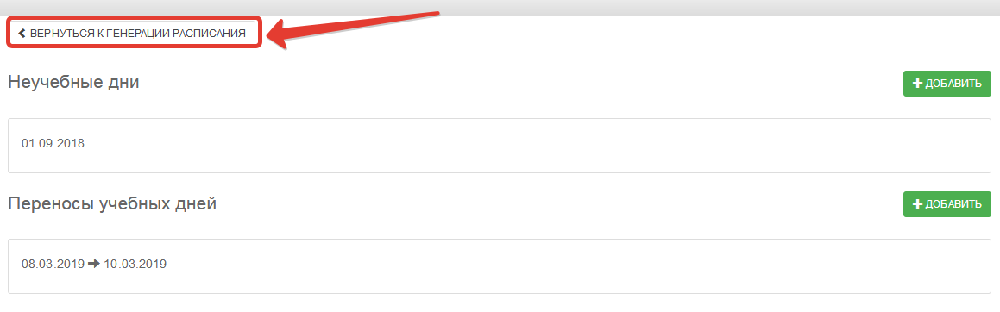 ВЕРНУТЬСЯ К ГЕНЕРАЦИИ РАСПИСАНИЯ
Неучебные дни
ДОБАВИТЬ
01.09.2018
Переносы учебных дней
ДОБАВИТЬ
08.03.2019 10.03.2019